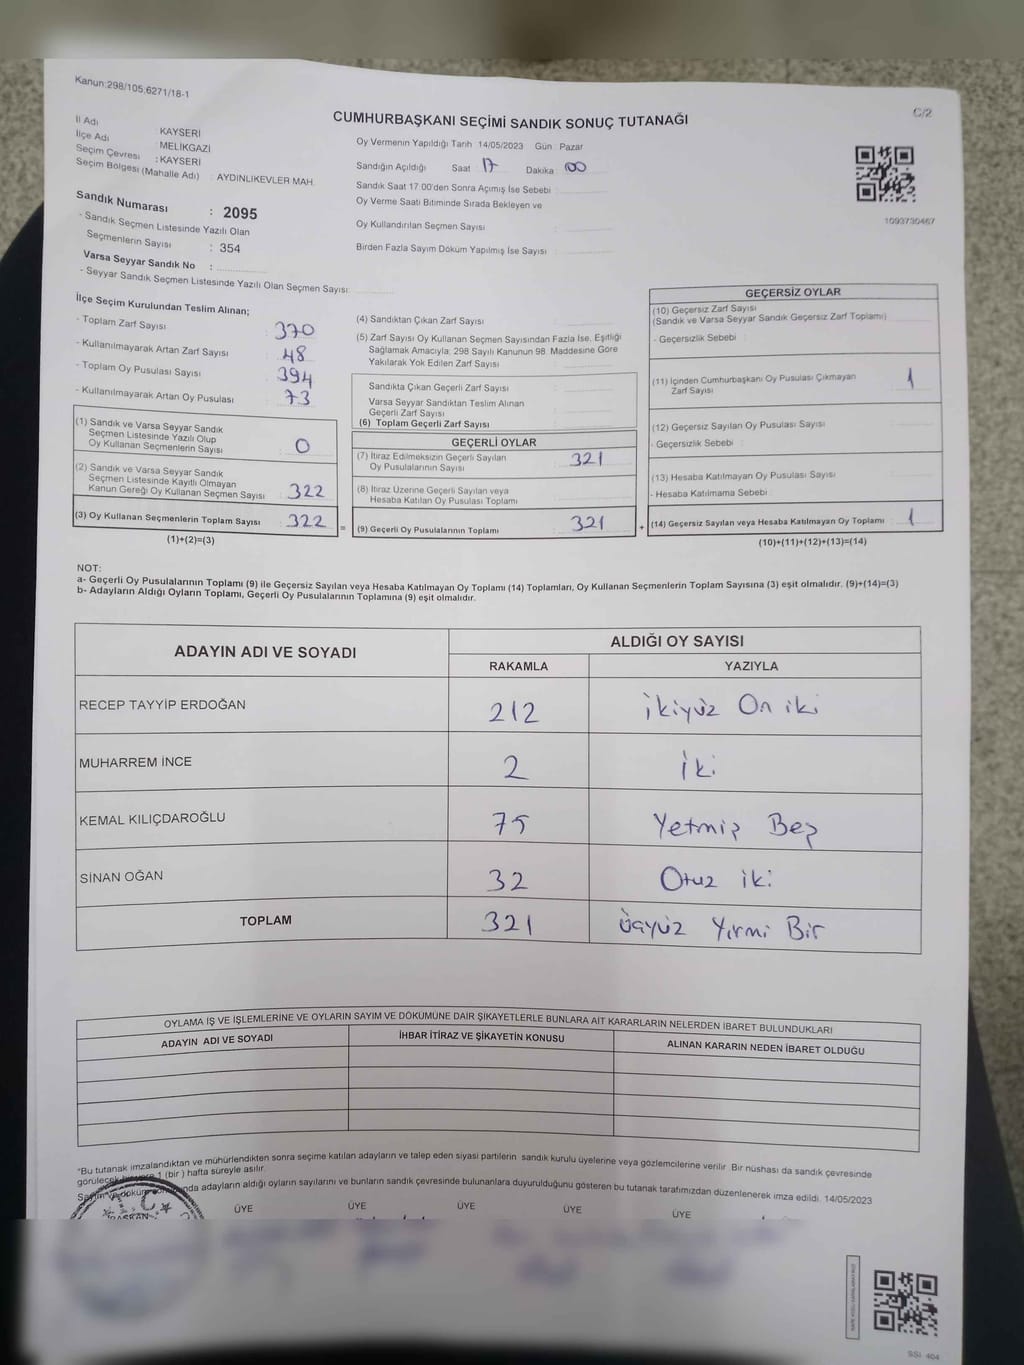 Kanun:298/105;6271/18-1
C/2
CUMHURBAŞKANI SEÇİMİ SANDIK SONUÇ TUTANAĞI
İl Adı : KAYSERİ
İlçe Adı : MELİKGAZİ
Seçim Çevresi : KAYSERİ
Seçim Bölgesi (Mahalle Adı) : AYDINLIKEVLER MAH.
Sandık Numarası : 2095
- Sandık Seçmen Listesinde Yazılı Olan
Seçmenlerin Sayısı : 354
Varsa Seyyar Sandık No :
- Seyyar Sandık Seçmen Listesinde Yazılı Olan Seçmen Sayısı:
Oy Vermenin Yapıldığı Tarih 14/05/2023 Gün : Pazar
Sandığın Açıldığı Saat 17 Dakika : 00
Sandık Saat 17:00'den Sonra Açımış İse Sebebi :
Oy Verme Saati Bitiminde Sırada Bekleyen ve
Oy Kullandırılan Seçmen Sayısı :
Birden Fazla Sayım Döküm Yapılmış İse Sayısı :
1093730467
İlçe Seçim Kurulundan Teslim Alınan;
- Toplam Zarf Sayısı : 370
- Kullanılmayarak Artan Zarf Sayısı : 48
- Toplam Oy Pusulası Sayısı : 394
- Kullanılmayarak Artan Oy Pusulası : 73
(1) Sandık ve Varsa Seyyar Sandık
Seçmen Listesinde Yazılı Olup
Oy Kullanan Seçmenlerin Sayısı : 0
(2) Sandık ve Varsa Seyyar Sandık
Seçmen Listesinde Kayıtlı Olmayan
Kanun Gereği Oy Kullanan Seçmen Sayısı : 322
(3) Oy Kullanan Seçmenlerin Toplam Sayısı : 322 =
(1)+(2)=(3)
(4) Sandıktan Çıkan Zarf Sayısı :
(5) Zarf Sayısı Oy Kullanan Seçmen Sayısından Fazla İse, Eşitliği
Sağlamak Amacıyla; 298 Sayılı Kanunun 98. Maddesine Göre
Yakılarak Yok Edilen Zarf Sayısı :
Sandıkta Çıkan Geçerli Zarf Sayısı :
Varsa Seyyar Sandıktan Teslim Alınan
Geçerli Zarf Sayısı :
(6) Toplam Geçerli Zarf Sayısı :
GEÇERLİ OYLAR
(7) İtiraz Edilmeksizin Geçerli Sayılan
Oy Pusulalarının Sayısı : 321
(8) İtiraz Üzerine Geçerli Sayılan veya
Hesaba Katılan Oy Pusulası Toplamı :
(9) Geçerli Oy Pusulalarının Toplamı : 321 +
GEÇERSİZ OYLAR
(10) Geçersiz Zarf Sayısı
(Sandık ve Varsa Seyyar Sandık Geçersiz Zarf Toplamı) :
- Geçersizlik Sebebi :
(11) İçinden Cumhurbaşkanı Oy Pusulası Çıkmayan
Zarf Sayısı : 1
(12) Geçersiz Sayılan Oy Pusulası Sayısı :
- Geçersizlik Sebebi :
(13) Hesaba Katılmayan Oy Pusulası Sayısı :
- Hesaba Katılmama Sebebi :
(14) Geçersiz Sayılan veya Hesaba Katılmayan Oy Toplamı : 1
(10)+(11)+(12)+(13)=(14)
NOT:
a- Geçerli Oy Pusulalarının Toplamı (9) ile Geçersiz Sayılan veya Hesaba Katılmayan Oy Toplamı (14) Toplamları, Oy Kullanan Seçmenlerin Toplam Sayısına (3) eşit olmalıdır. (9)+(14)=(3)
b- Adayların Aldığı Oyların Toplamı, Geçerli Oy Pusulalarının Toplamına (9) eşit olmalıdır.
ADAYIN ADI VE SOYADI ALDIĞI OY SAYISI
RAKAMLA YAZIYLA
RECEP TAYYİP ERDOĞAN 212 İkiyüz On iki
MUHARREM İNCE 2 İki
KEMAL KILIÇDAROĞLU 75 Yetmiş Beş
SİNAN OĞAN 32 Otuz iki
TOPLAM 321 Üçyüz Yirmi Bir
OYLAMA İŞ VE İŞLEMLERİNE VE OYLARIN SAYIM VE DÖKÜMÜNE DAİR ŞİKAYETLERLE BUNLARA AİT KARARLARIN NELERDEN İBARET BULUNDUKLARI
ADAYIN ADI VE SOYADI İHBAR İTİRAZ VE ŞİKAYETİN KONUSU ALINAN KARARIN NEDEN İBARET OLDUĞU
*Bu tutanak imzalandıktan ve mühürlendikten sonra seçime katılan adayların ve talep eden siyasi partilerin sandık kurulu üyelerine veya gözlemcilerine verilir. Bir nüshası da sandık çevresinde
görülecek bir yere 1 (bir ) hafta süreyle asılır.
Sayım ve döküm sonunda adayların aldığı oyların sayılarını ve bunların sandık çevresinde bulunanlara duyurulduğunu gösteren bu tutanak tarafımızdan düzenlenerek imza edildi. 14/05/2023
T.C.
BAŞKAN
ÜYE ÜYE ÜYE ÜYE ÜYE
SSI 404